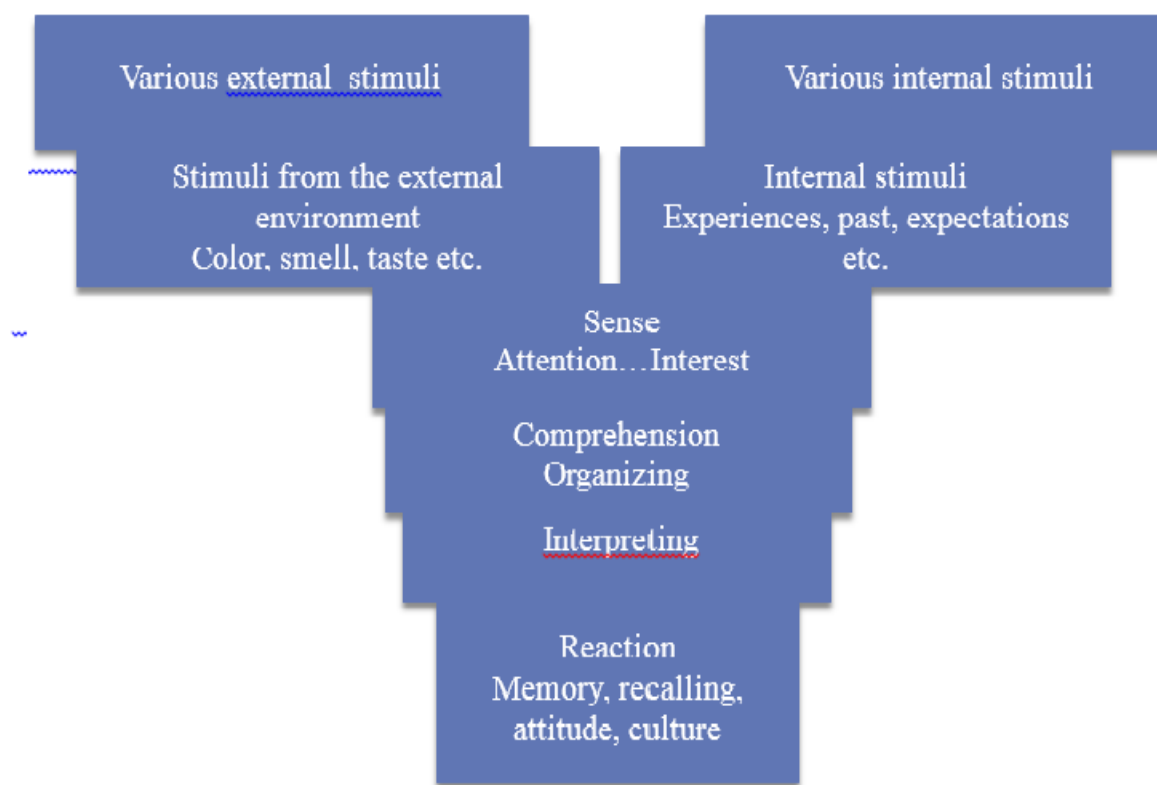 Various external stimuli
Various internal stimuli
Stimuli from the external
environment
Color, smell, taste etc.
Internal stimuli
Experiences, past, expectations
etc.
Sense
Attention…Interest
Comprehension
Organizing
Interpreting
Reaction
Memory, recalling,
attitude, culture